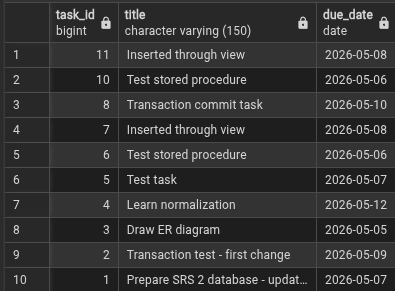 task_id title due_date
bigint character varying (150) date
1 11 Inserted through view 2026-05-08
2 10 Test stored procedure 2026-05-06
3 8 Transaction commit task 2026-05-10
4 7 Inserted through view 2026-05-08
5 6 Test stored procedure 2026-05-06
6 5 Test task 2026-05-07
7 4 Learn normalization 2026-05-12
8 3 Draw ER diagram 2026-05-05
9 2 Transaction test - first change 2026-05-09
10 1 Prepare SRS 2 database - updat... 2026-05-07